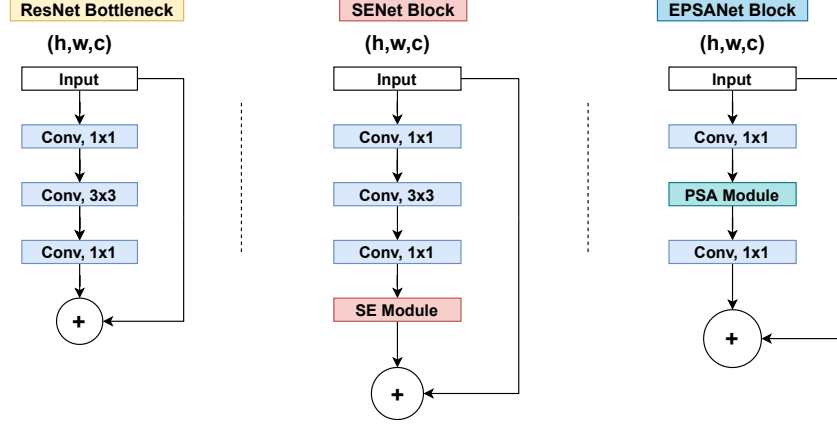 ResNet Bottleneck
(h,w,c)
Input
Conv, 1x1
Conv, 3x3
Conv, 1x1
+
SENet Block
(h,w,c)
Input
Conv, 1x1
Conv, 3x3
Conv, 1x1
SE Module
+
EPSANet Block
(h,w,c)
Input
Conv, 1x1
PSA Module
Conv, 1x1
+